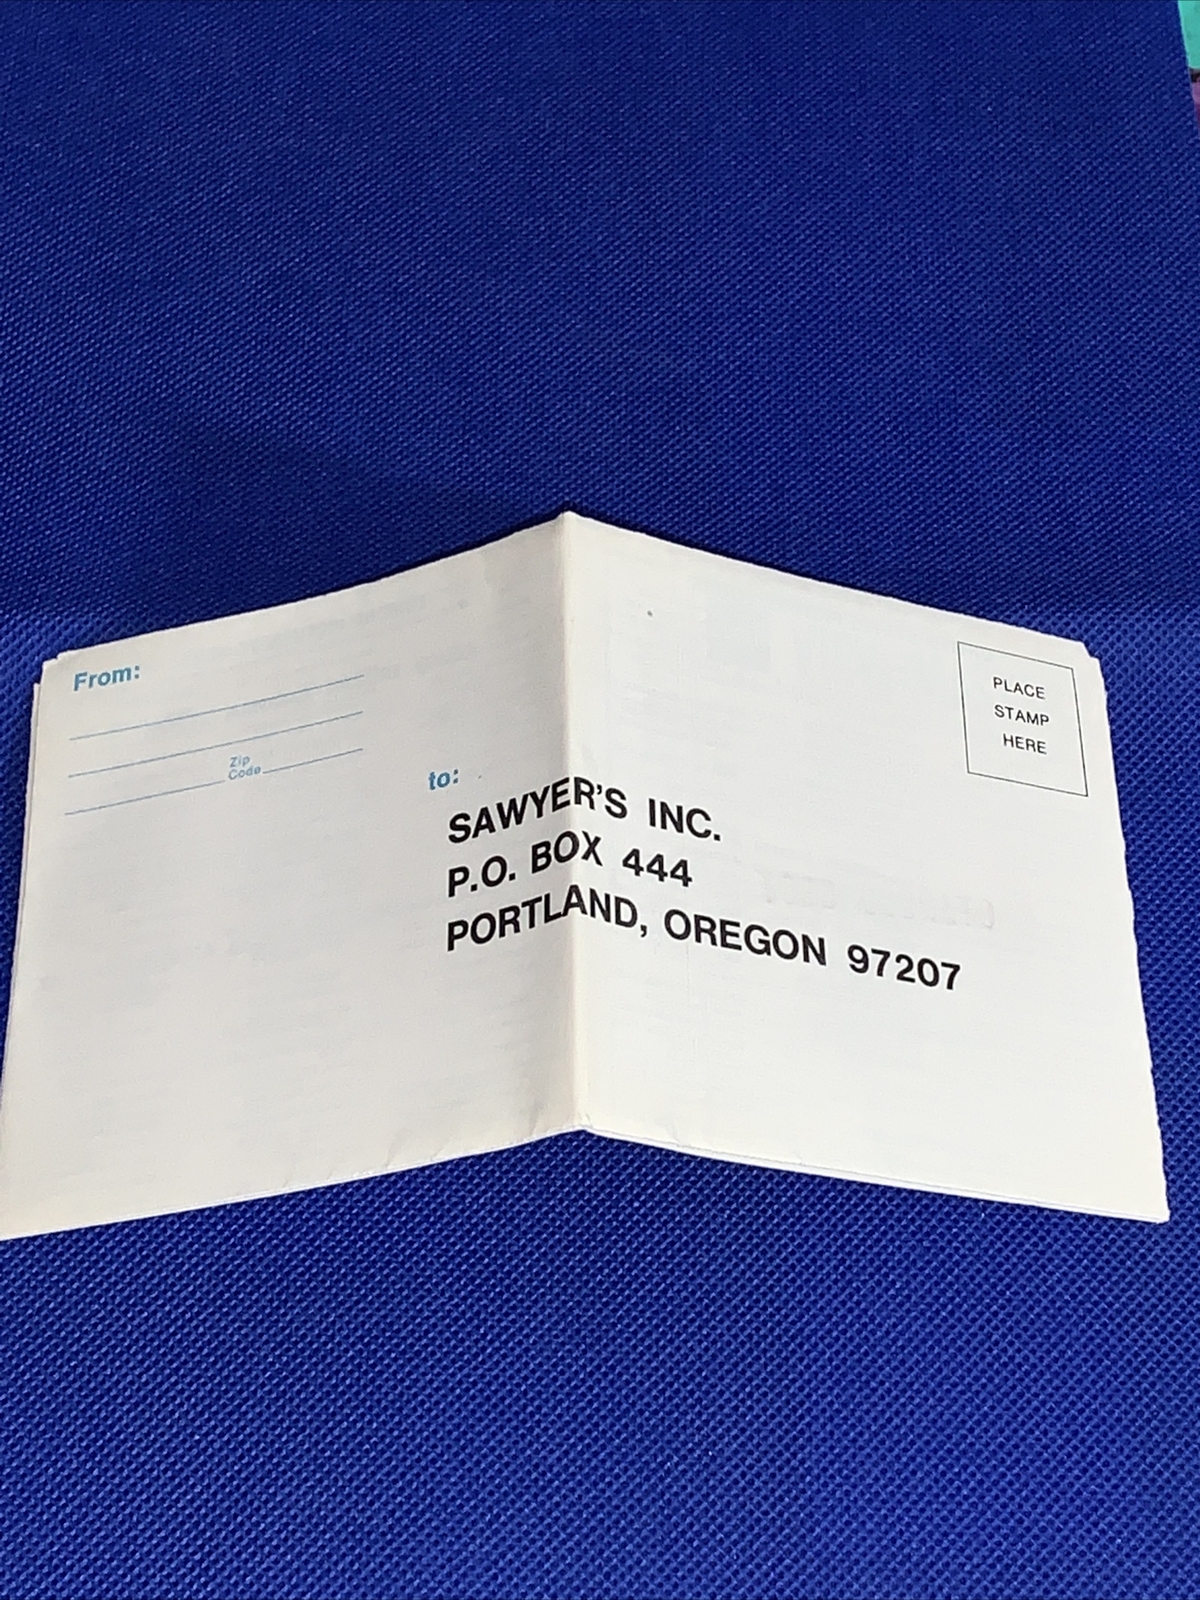 From:
Zip
Code
PLACE
STAMP
HERE
to:
SAWYER'S INC.
P.O. BOX 444
PORTLAND, OREGON 97207